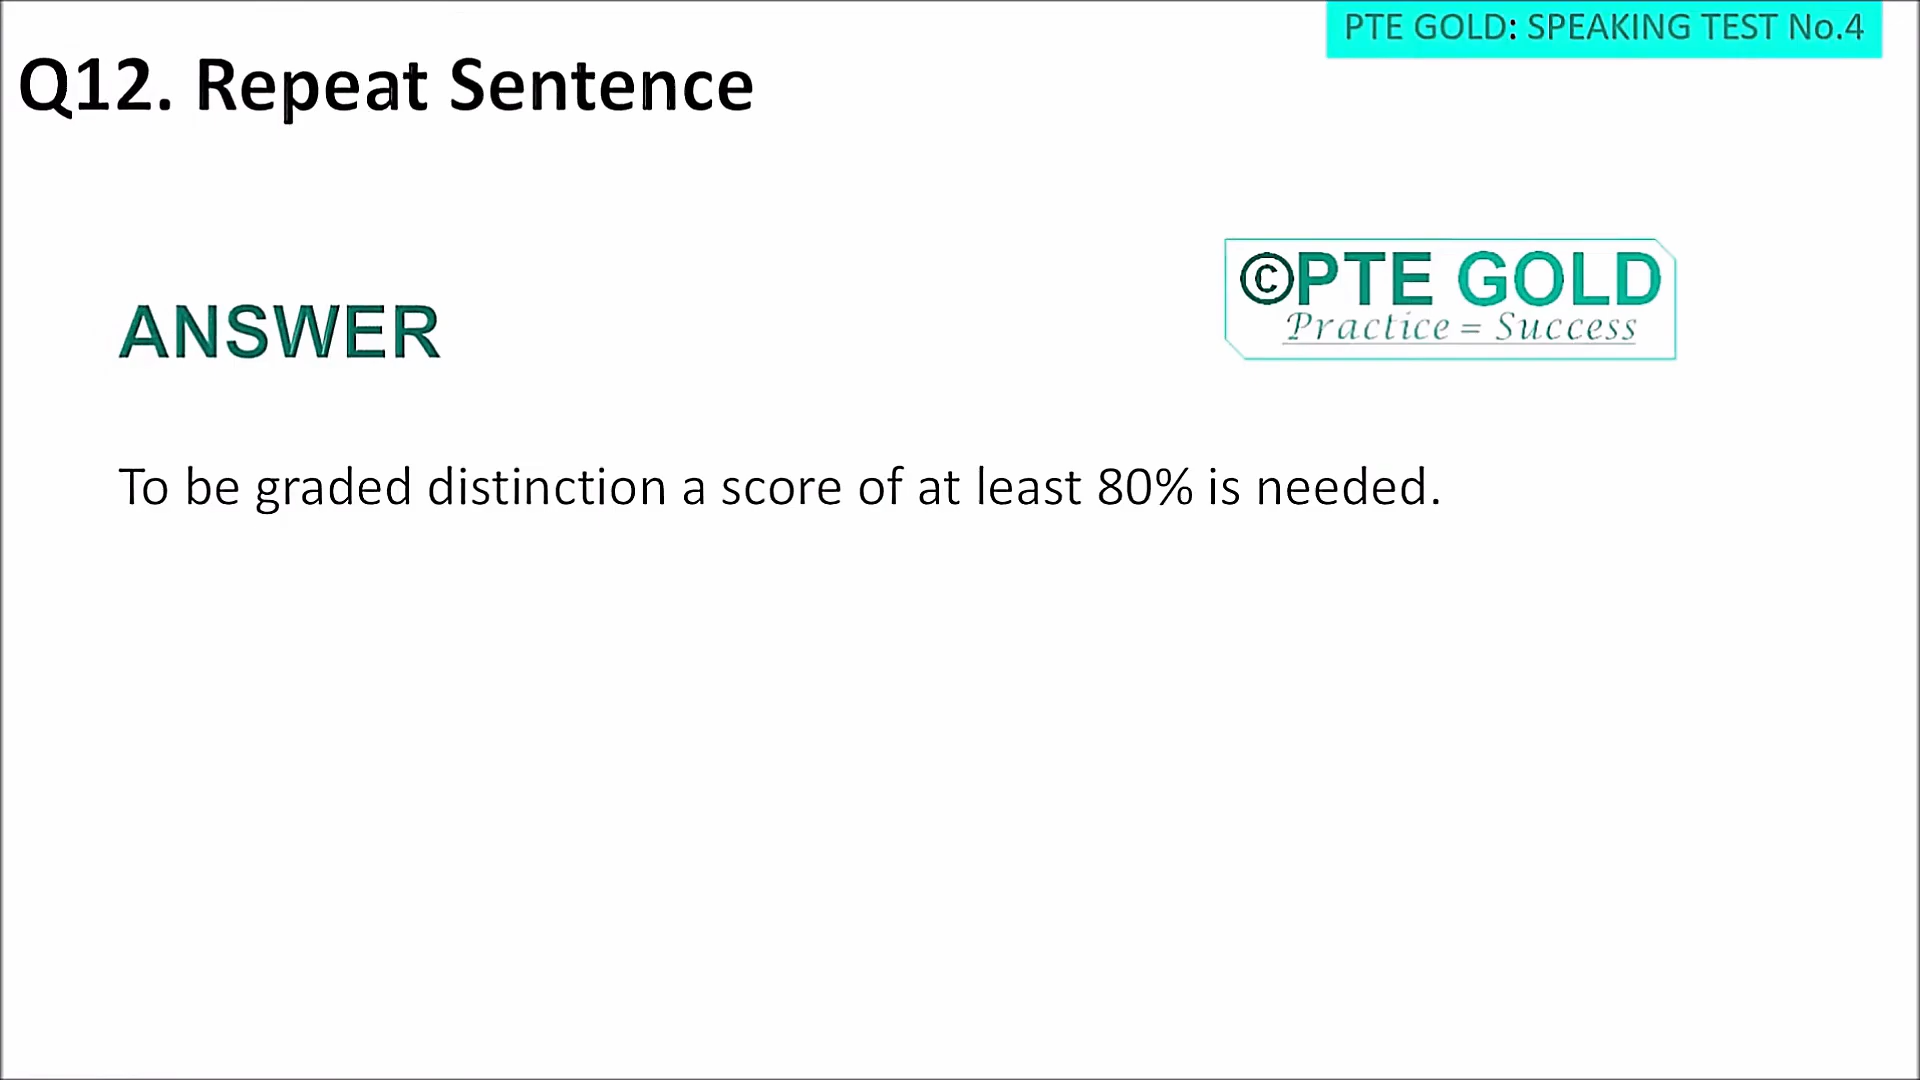 PTE GOLD: SPEAKING TEST No.4
Q12. Repeat Sentence
©PTE GOLD
Practice = Success
ANSWER
To be graded distinction a score of at least 80% is needed.